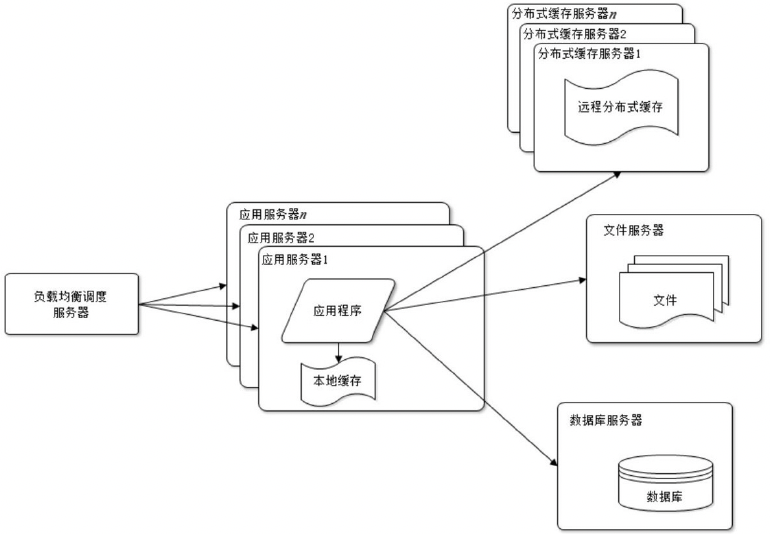 分布式缓存服务器n
分布式缓存服务器2
分布式缓存服务器1
远程分布式缓存
应用服务器n
应用服务器2
应用服务器1
文件服务器
负载均衡调度
服务器
应用程序
文件
本地缓存
数据库服务器
数据库